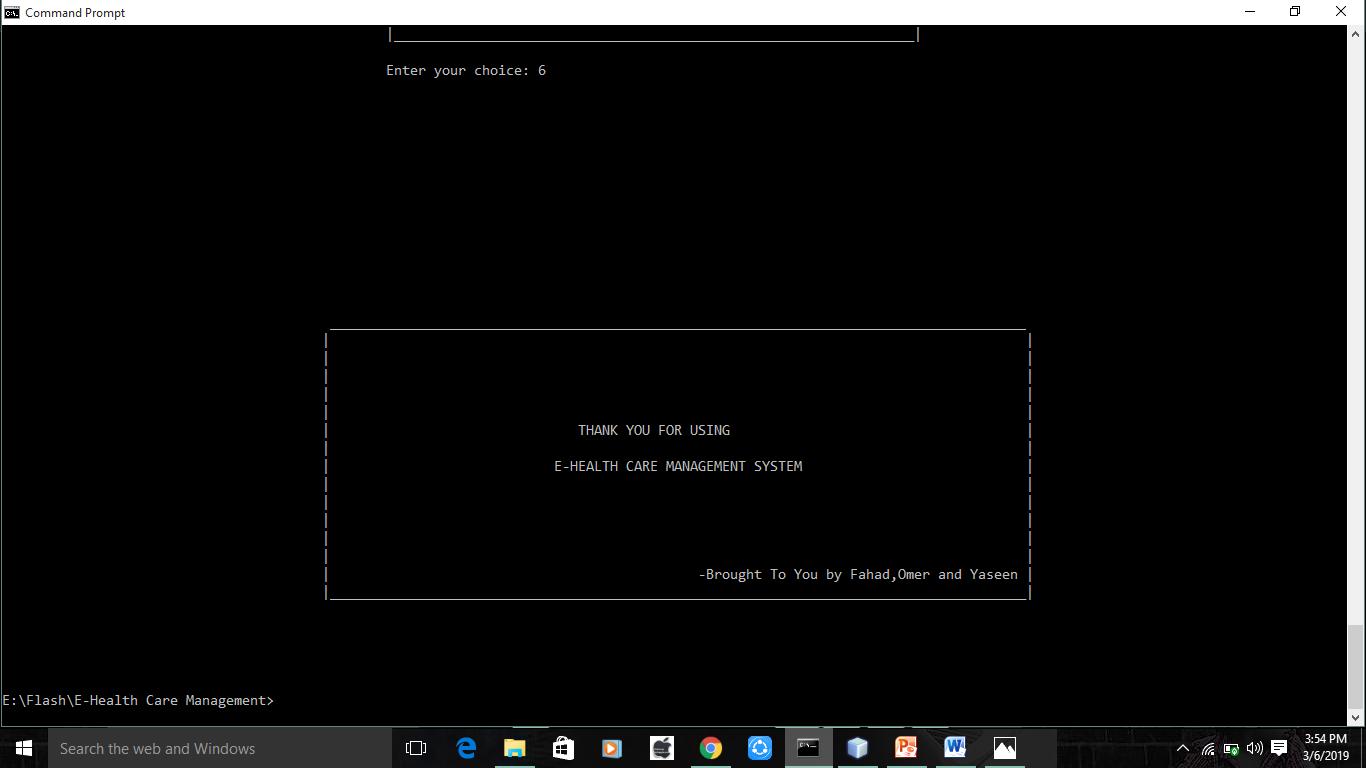 Command Prompt
Enter your choice: 6
THANK YOU FOR USING
E-HEALTH CARE MANAGEMENT SYSTEM
-Brought To You by Fahad,Omer and Yaseen
E:\Flash\E-Health Care Management>
Search the web and Windows
3:54 PM
3/6/2019